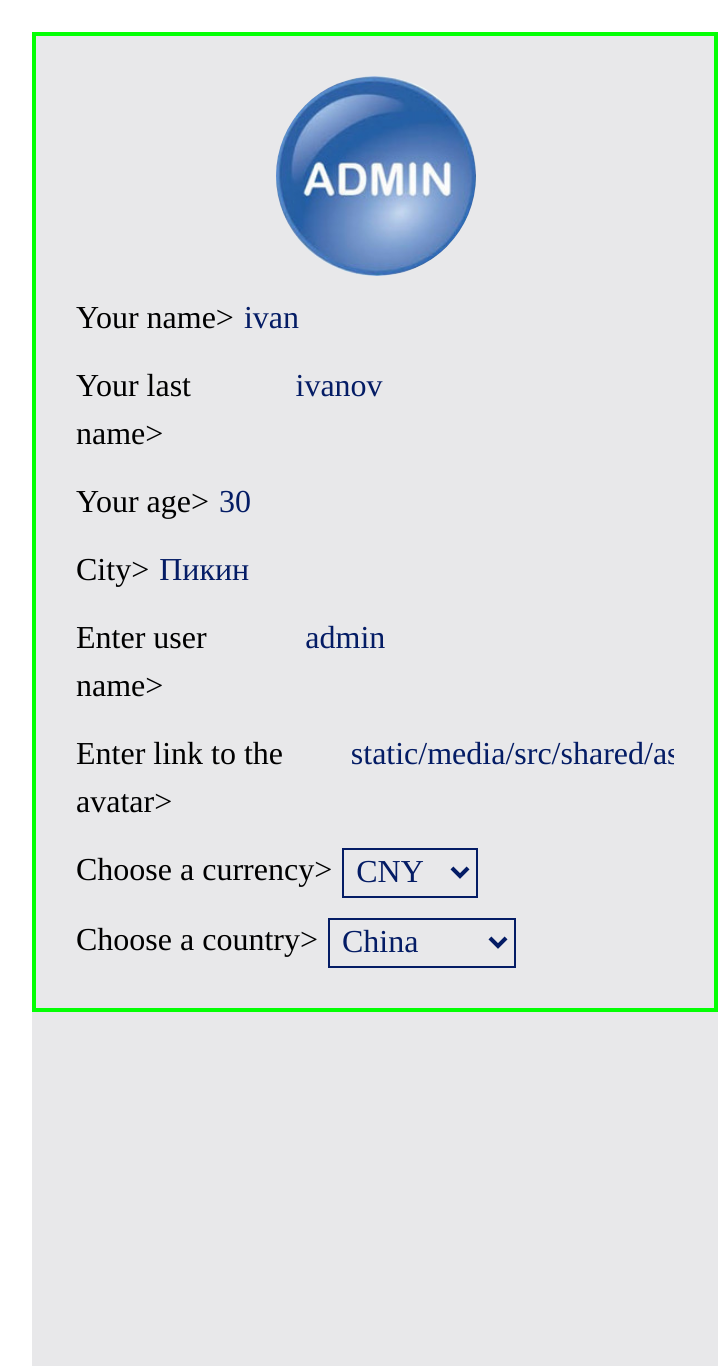 ADMIN
Your name> ivan
Your last ivanov
name>
Your age> 30
City> Пикин
Enter user admin
name>
Enter link to the static/media/src/shared/as
avatar>
Choose a currency> CNY
Choose a country> China